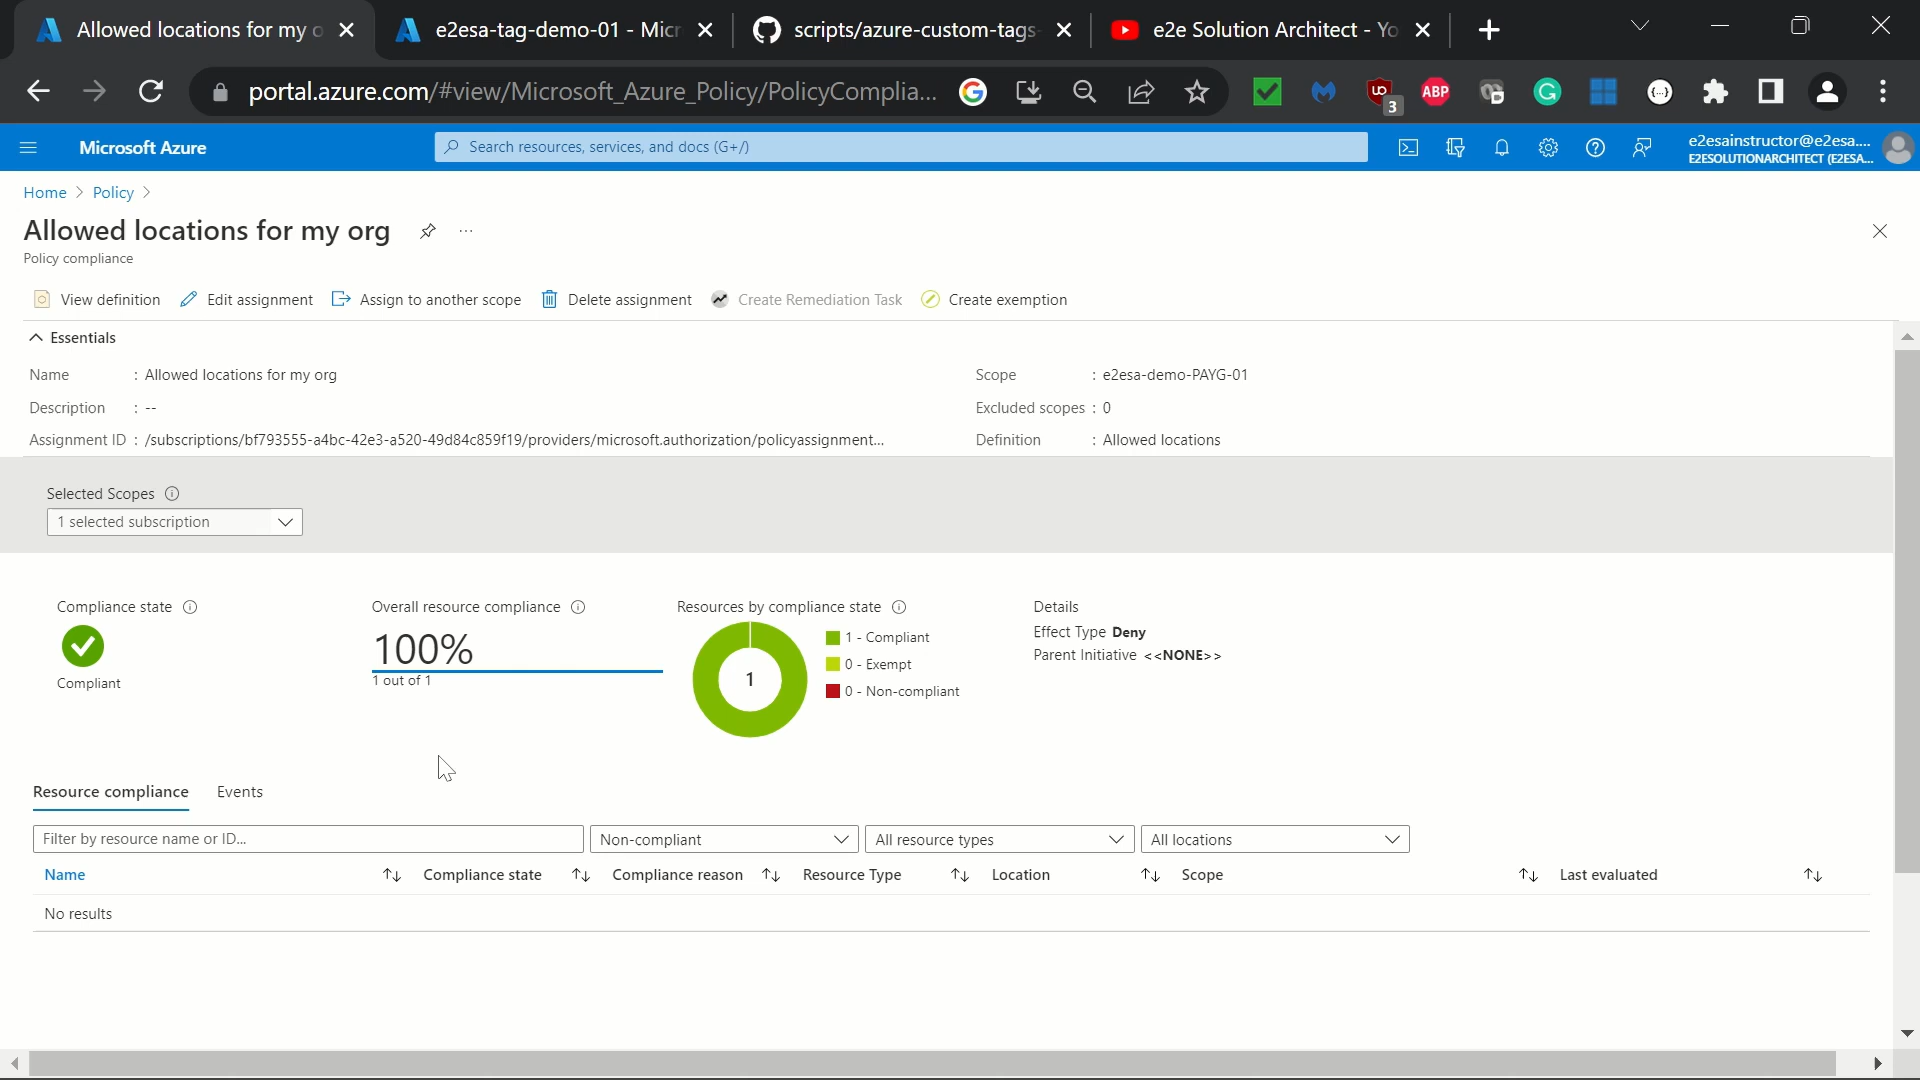 Allowed locations for my o
e2esa-tag-demo-01 - Micr
scripts/azure-custom-tags-
e2e Solution Architect - Yo
portal.azure.com/#view/Microsoft_Azure_Policy/PolicyComplia...
3
ABP
Microsoft Azure
Search resources, services, and docs (G+/)
e2esainstructor@e2esa....
E2ESOLUTIONARCHITECT (E2ESA...
Home > Policy >
Allowed locations for my org ...
Policy compliance
View definition
Edit assignment
Assign to another scope
Delete assignment
Create Remediation Task
Create exemption
Essentials
Name : Allowed locations for my org
Scope : e2esa-demo-PAYG-01
Description : --
Excluded scopes : 0
Assignment ID : /subscriptions/bf793555-a4bc-42e3-a520-49d84c859f19/providers/microsoft.authorization/policyassignment...
Definition : Allowed locations
Selected Scopes
1 selected subscription
Compliance state
Compliant
Overall resource compliance
100%
1 out of 1
Resources by compliance state
1
1 - Compliant
0 - Exempt
0 - Non-compliant
Details
Effect Type Deny
Parent Initiative <<NONE>>
Resource compliance
Events
Filter by resource name or ID...
Non-compliant
All resource types
All locations
Name
Compliance state
Compliance reason
Resource Type
Location
Scope
Last evaluated
No results